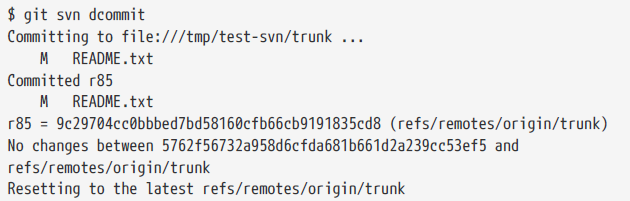 $ git svn dcommit
Committing to file:///tmp/test-svn/trunk ...
    M   README.txt
Committed r85
    M   README.txt
r85 = 9c29704cc0bbbed7bd58160cfb66cb9191835cd8 (refs/remotes/origin/trunk)
No changes between 5762f56732a958d6cfda681b661d2a239cc53ef5 and
refs/remotes/origin/trunk
Resetting to the latest refs/remotes/origin/trunk